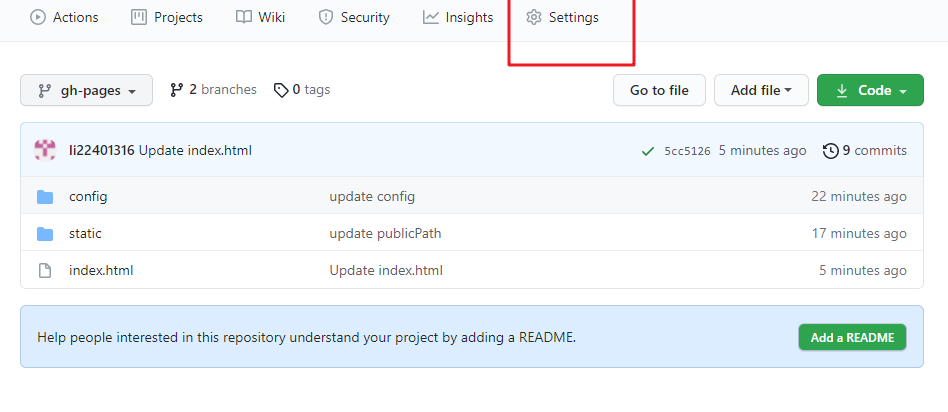 Actions Projects Wiki Security Insights Settings
gh-pages 2 branches 0 tags Go to file Add file Code
li22401316 Update index.html 5cc5126 5 minutes ago 9 commits
config update config 22 minutes ago
static update publicPath 17 minutes ago
index.html Update index.html 5 minutes ago
Help people interested in this repository understand your project by adding a README. Add a README